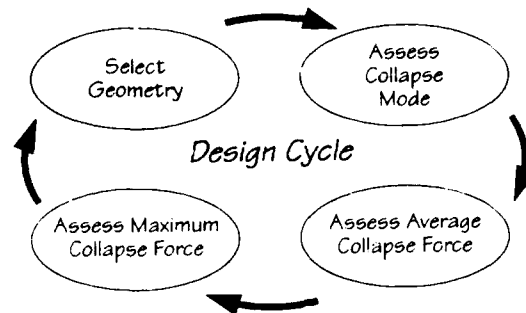 Select
Geometry
Assess
Collapse
Mode
Design Cycle
Assess Maximum
Collapse Force
Assess Average
Collapse Force